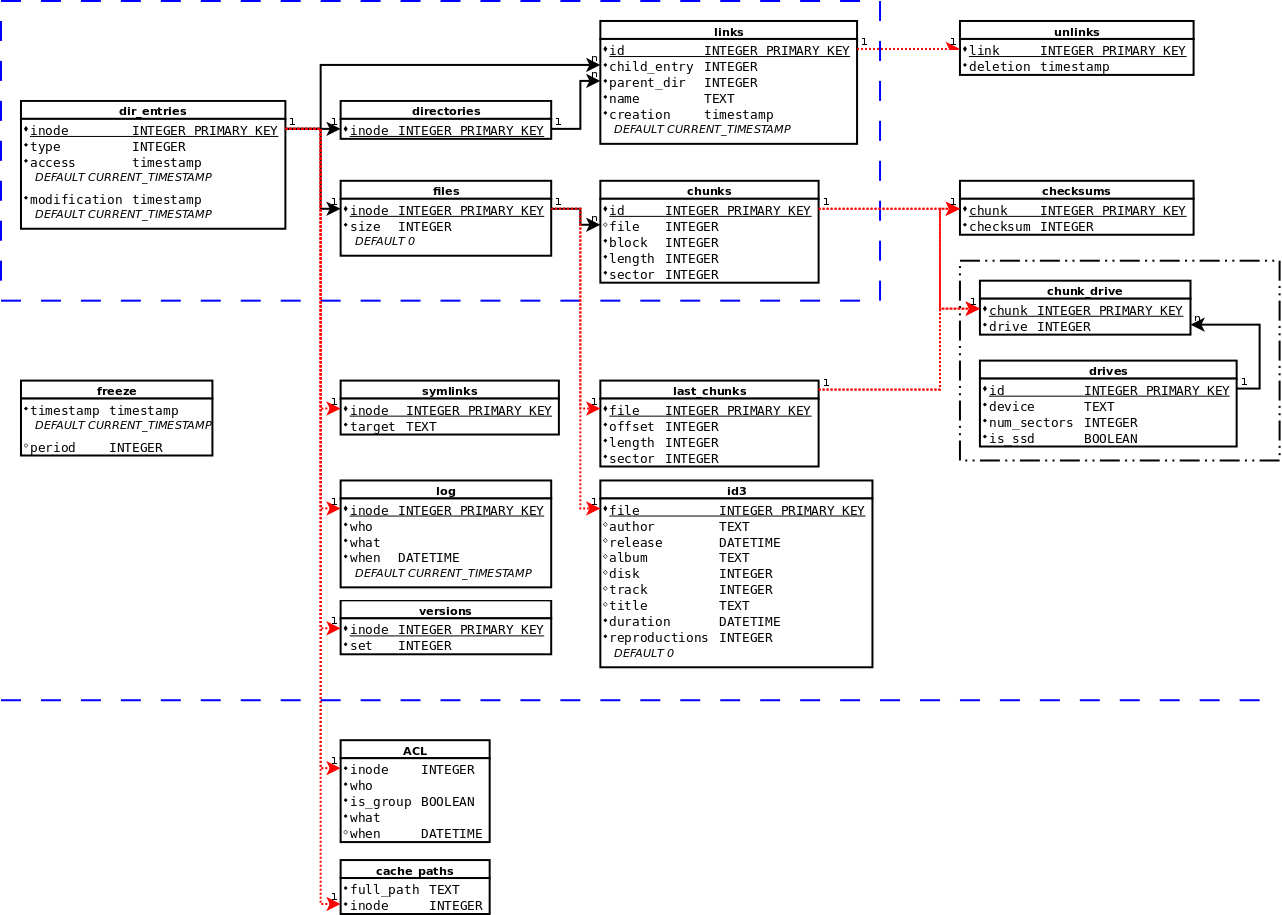 links
id INTEGER PRIMARY KEY
child_entry INTEGER
parent_dir INTEGER
name TEXT
creation timestamp
DEFAULT CURRENT_TIMESTAMP
1
n
n
unlinks
link INTEGER PRIMARY KEY
deletion timestamp
1
dir_entries
inode INTEGER PRIMARY KEY
type INTEGER
access timestamp
DEFAULT CURRENT_TIMESTAMP
modification timestamp
DEFAULT CURRENT_TIMESTAMP
1
directories
inode INTEGER PRIMARY KEY
1
1
files
inode INTEGER PRIMARY KEY
size INTEGER
DEFAULT 0
1
1
chunks
id INTEGER PRIMARY KEY
file INTEGER
block INTEGER
length INTEGER
sector INTEGER
n
1
checksums
chunk INTEGER PRIMARY KEY
checksum INTEGER
1
chunk_drive
chunk INTEGER PRIMARY KEY
drive INTEGER
1
n
drives
id INTEGER PRIMARY KEY
device TEXT
num_sectors INTEGER
is_ssd BOOLEAN
1
freeze
timestamp timestamp
DEFAULT CURRENT_TIMESTAMP
period INTEGER
symlinks
inode INTEGER PRIMARY KEY
target TEXT
1
last_chunks
file INTEGER PRIMARY KEY
offset INTEGER
length INTEGER
sector INTEGER
1
1
log
inode INTEGER PRIMARY KEY
who
what
when DATETIME
DEFAULT CURRENT_TIMESTAMP
1
id3
file INTEGER PRIMARY KEY
author TEXT
release DATETIME
album TEXT
disk INTEGER
track INTEGER
title TEXT
duration DATETIME
reproductions INTEGER
DEFAULT 0
1
versions
inode INTEGER PRIMARY KEY
set INTEGER
1
ACL
inode INTEGER
who
is_group BOOLEAN
what
when DATETIME
1
cache_paths
full_path TEXT
inode INTEGER
1